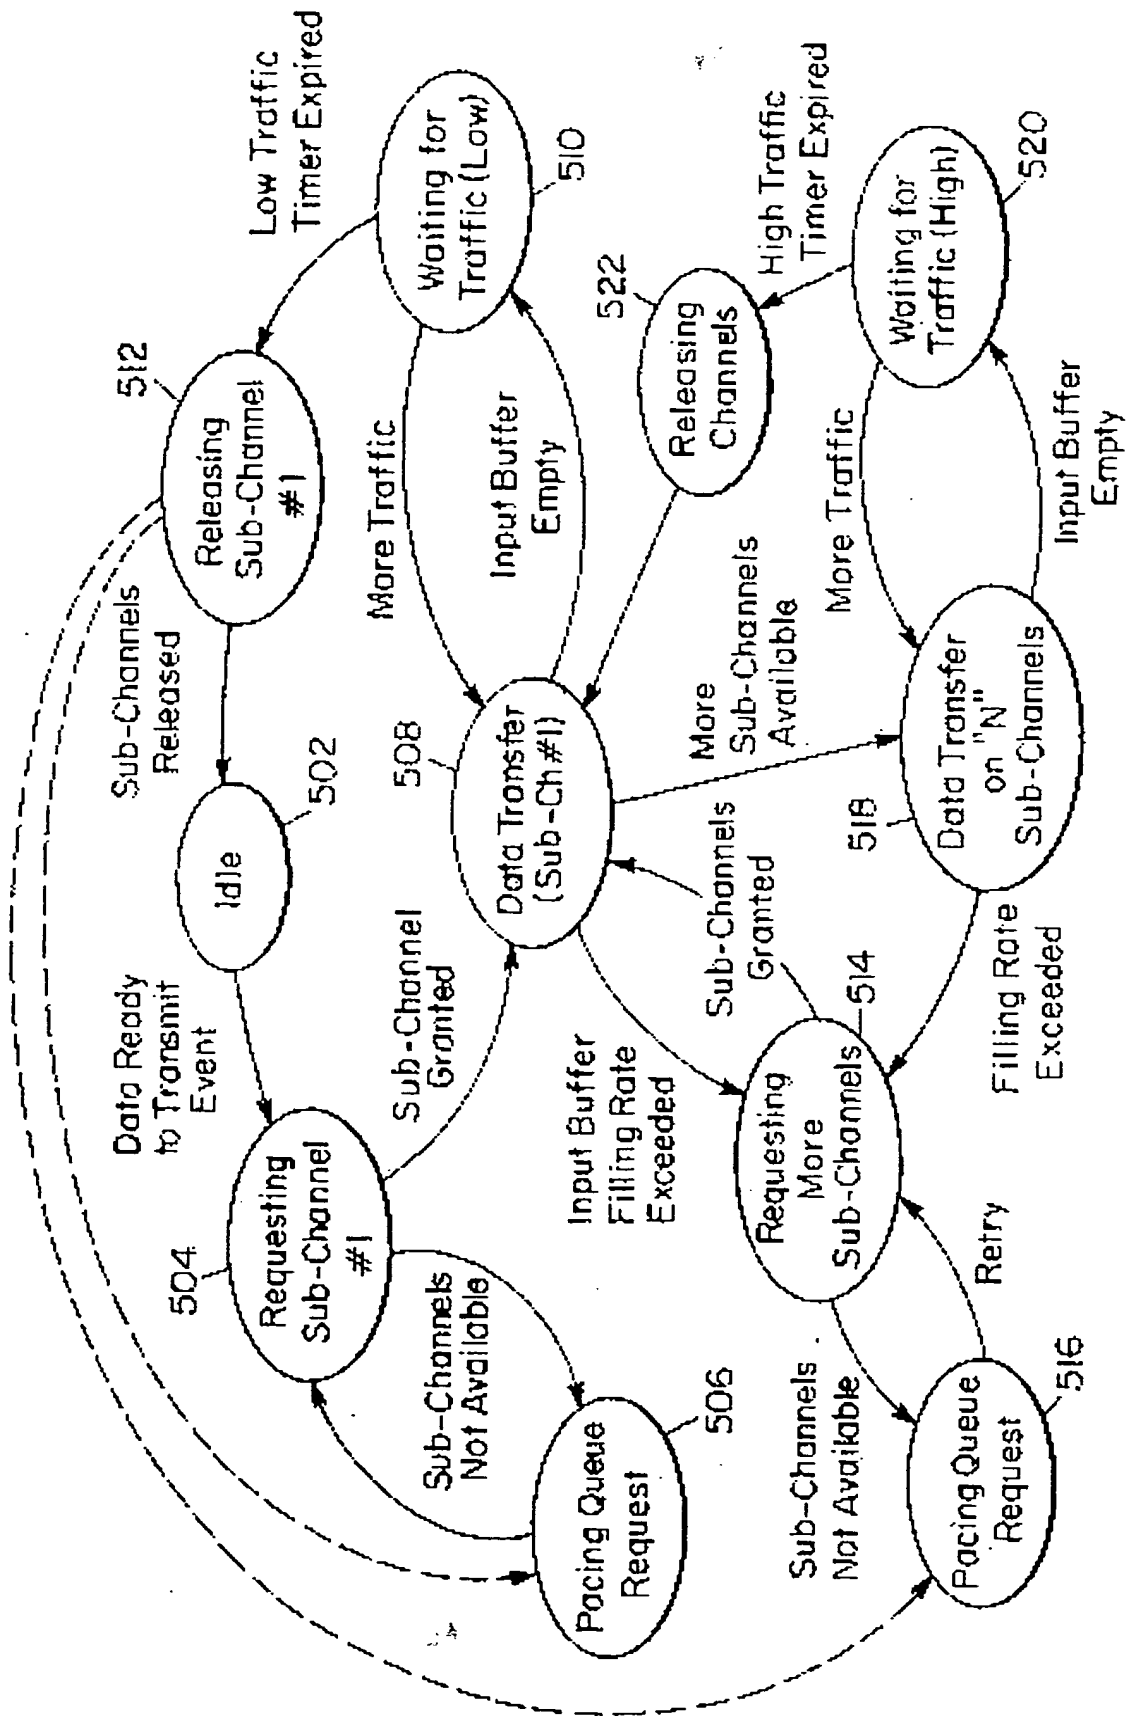 Low Traffic
Timer Expired
512
Releasing
Sub-Channel
#1
Waiting for
Traffic (Low)
510
Sub-Channels
Released
More Traffic
Input Buffer
Empty
Idle
502
Data Ready
to Transmit
Event
504
Requesting
Sub-Channel
#1
Sub-Channel
Granted
508
Data Transfer
(Sub-Ch#1)
Sub-Channels
Not Available
Pacing Queue
Request
506
522
Releasing
Channels
High Traffic
Timer Expired
Waiting for
Traffic (High)
520
More
Sub-Channels
Available
More Traffic
Input Buffer
Empty
Sub-Channels
Granted
518
Data Transfer
on "N"
Sub-Channels
Input Buffer
Filling Rate
Exceeded
514
Requesting
More
Sub-Channels
Filling Rate
Exceeded
Sub-Channels
Not Available
Retry
Pacing Queue
Request
516